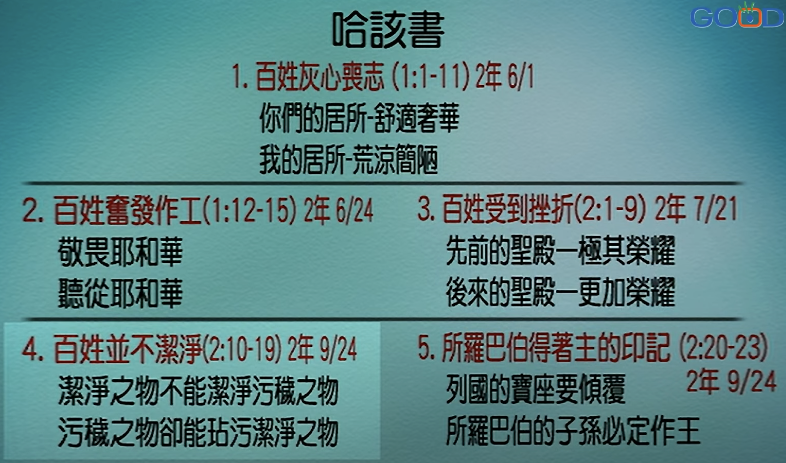 GOOD
哈該書
1. 百姓灰心喪志 (1:1-11) 2年 6/1
你們的居所-舒適奢華
我的居所-荒涼簡陋
2. 百姓奮發作工(1:12-15) 2年 6/24
敬畏耶和華
聽從耶和華
3. 百姓受到挫折(2:1-9) 2年 7/21
先前的聖殿一極其榮耀
後來的聖殿一更加榮耀
4. 百姓並不潔淨(2:10-19) 2年 9/24
潔淨之物不能潔淨污穢之物
污穢之物卻能玷污潔淨之物
5. 所羅巴伯得著主的印記 (2:20-23)
2年 9/24
列國的寶座要傾覆
所羅巴伯的子孫必定作王